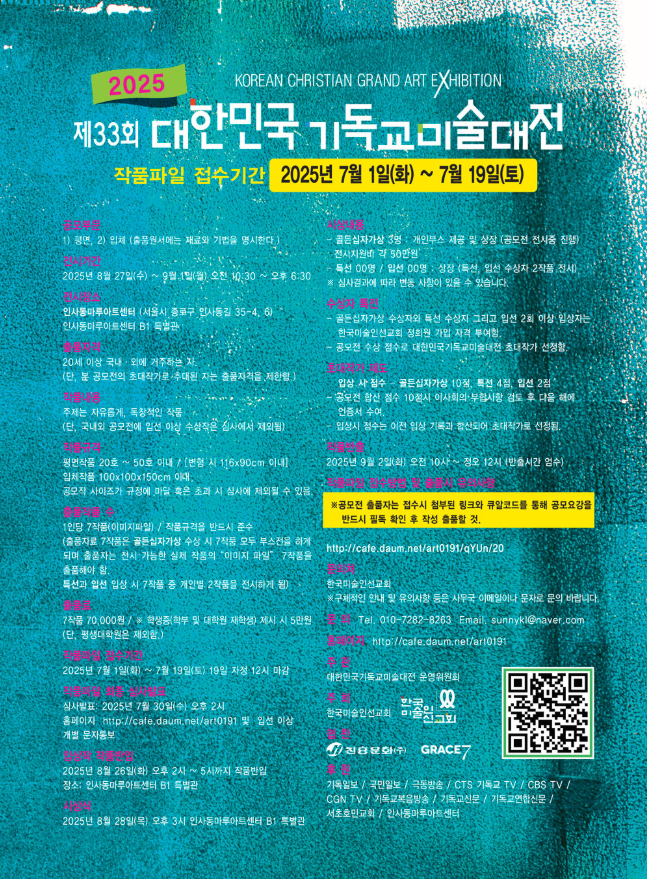 2025
KOREAN CHRISTIAN GRAND ART EXHIBITION
제33회 대한민국 기독교미술대전
작품파일 접수기간 2025년 7월 1일(화) ~ 7월 19일(토)
공모부문
1) 평면, 2) 입체 (출품원서에는 재료와 기법을 명시한다.)
전시기간
2025년 8월 27일(수) ~ 9월 1일(월) 오전 10:30 ~ 오후 6:30
전시장소
인사동마루아트센터 (서울시 종로구 인사동길 35-4, 6)
인사동마루아트센터 B1 특별관
출품자격
20세 이상 국내·외에 거주하는 자.
(단, 본 공모전의 초대작가로 추대된 자는 출품자격을 제한함.)
작품내용
주제는 자유롭게, 독창적인 작품
(단, 국내외 공모전에 입선 이상 수상작은 심사에서 제외됨)
작품규격
평면작품 20호 ~ 50호 이내 / [변형 시 116x90cm 이내]
입체작품 100x100x150cm 이내.
공모작 사이즈가 규정에 미달 혹은 초과 시 심사에 제외될 수 있음.
출품작품 수
1인당 7작품(이미지파일) / 작품규격을 반드시 준수
(출품자료 7작품은 골든십자가상 수상 시 7작품 모두 부스전을 하게
되며 출품자는 전시 가능한 실제 작품의 "이미지 파일" 7작품을
출품해야 함.
특선과 입선 입상 시 7작품 중 개인별 2작품을 전시하게 됨)
출품료
7작품 70,000원 / ※ 학생증(학부 및 대학원 재학생) 제시 시 5만원
(단, 평생대학원은 제외함.)
작품파일 접수기간
2025년 7월 1일(화) ~ 7월 19일(토) 19일 자정 12시 마감
심사발표: 2025년 7월 30일(수) 오후 2시
홈페이지 http://cafe.daum.net/art0191 및 입선 이상
개별 문자통보
입상작 작품반입
2025년 8월 26일(화) 오후 2시 ~ 5시까지 작품반입
장소: 인사동마루아트센터 B1 특별관
시상식
2025년 8월 28일(목) 오후 3시 인사동마루아트센터 B1 특별관
시상내용
- 골든십자가상 3명 : 개인부스 제공 및 상장 (공모전 전시중 진행)
전시지원비 각 50만원
- 특선 00명 / 입선 00명 : 상장 (특선, 입선 수상자 2작품 전시)
※ 심사결과에 따라 변동 사항이 있을 수 있습니다.
수상자 특전
- 골든십자가상 수상자와 특선 수상자 그리고 입선 2회 이상 입상자는
한국미술인선교회 정회원 가입 자격 부여함.
- 공모전 수상 점수로 대한민국기독교미술대전 초대작가 선정함.
초대작가 제도
입상 시 점수 - 골든십자가상 10점, 특선 4점, 입선 2점
- 공모전 합산 점수 10점시 이사회의 부합사항 검토 후 다음 해에
인증서 수여.
입상시 점수는 이전 입상 기록과 합산되어 초대작가로 선정됨.
작품반출
2025년 9월 2일(화) 오전 10시 ~ 정오 12시 (반출시간 엄수)
※공모전 출품자는 접수시 첨부된 링크와 큐알코드를 통해 공모요강을
반드시 필독 확인 후 작성 출품할 것.
http://cafe.daum.net/art0191/qYUn/20
문의처
한국미술인선교회
※구체적인 안내 및 유의사항 등은 사무국 이메일이나 문자로 문의 바랍니다.
문 의 Tel. 010-7282-8263 Email. sunnykl@naver.com
홈페이지 http://cafe.daum.net/art0191
주 관
대한민국기독교미술대전 운영위원회
주 최
한국미술인선교회 한국미술인선교회
협 찬
진흥문화(주) GRACE7
후 원
기독일보 / 국민일보 / 극동방송 / CTS 기독교 TV / CBS TV /
CGN TV / 기독교복음방송 / 기독교신문 / 기독교연합신문 /
서초호민교회 / 인사동마루아트센터